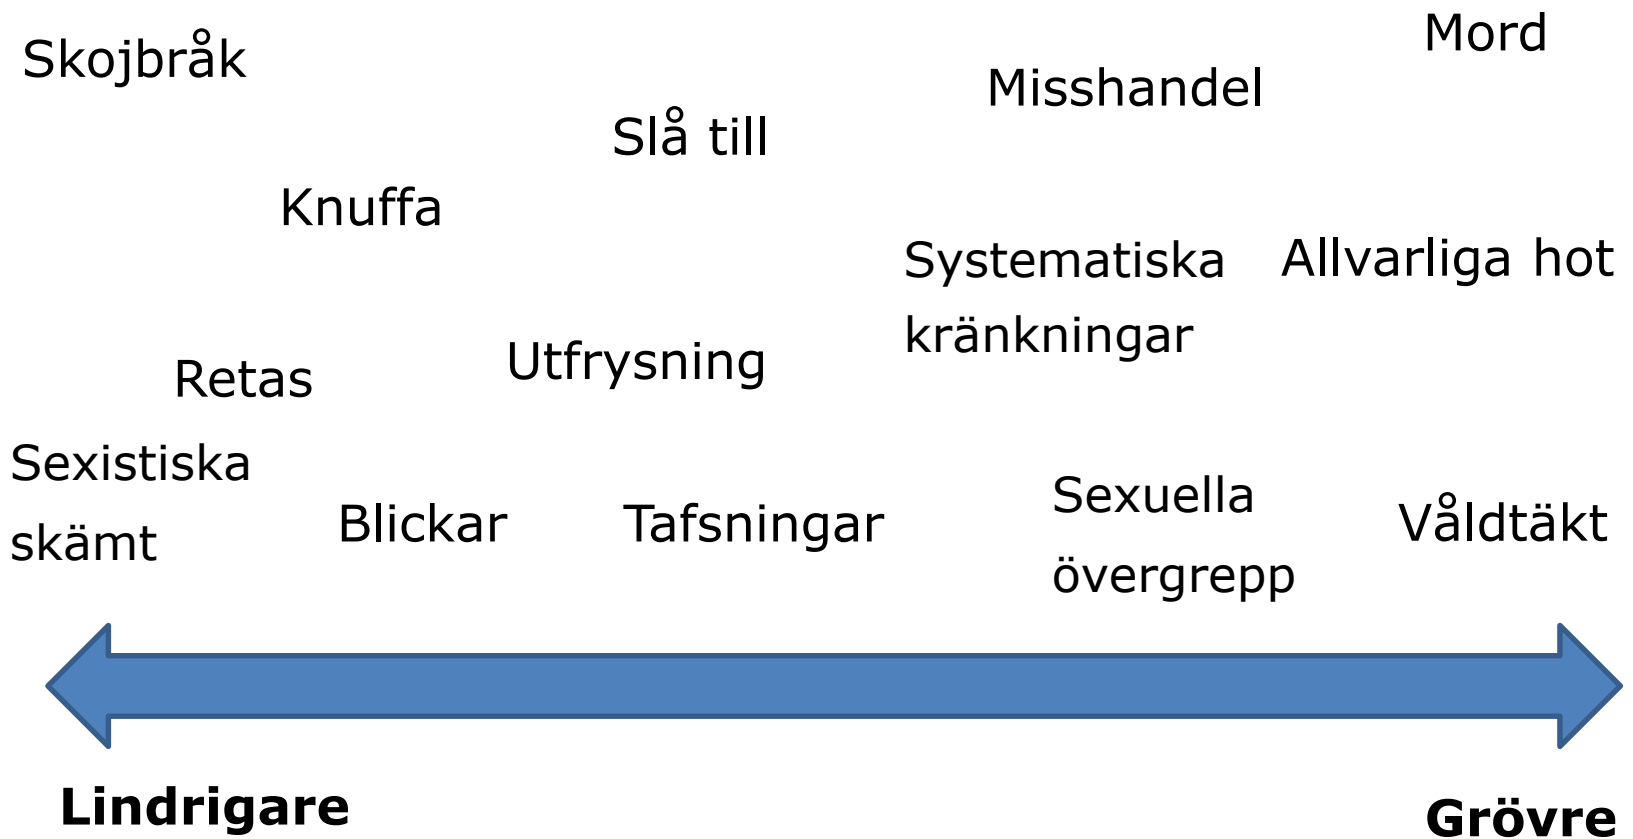 Skojbråk
Mord
Misshandel
Slå till
Knuffa
Systematiska
kränkningar
Allvarliga hot
Utfrysning
Retas
Sexistiska
skämt
Blickar
Tafsningar
Sexuella
övergrepp
Våldtäkt
Lindrigare
Grövre